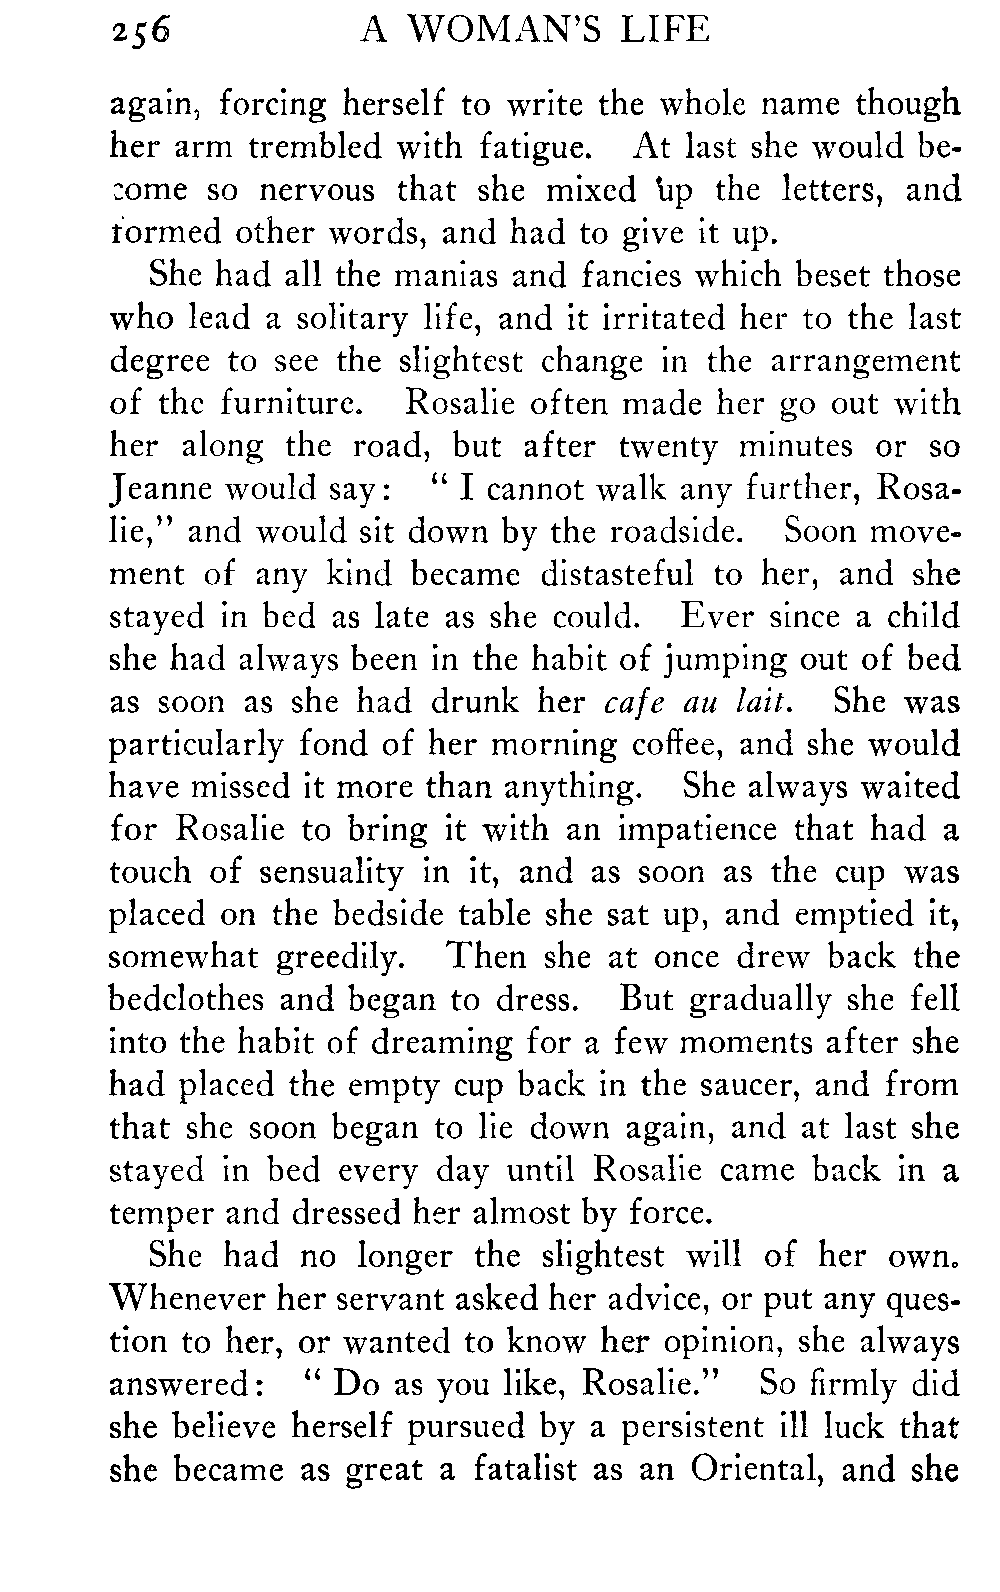 256 A WOMAN'S LIFE
again, forcing herself to write the whole name though
her arm trembled with fatigue. At last she would be-
come so nervous that she mixed up the letters, and
formed other words, and had to give it up.
She had all the manias and fancies which beset those
who lead a solitary life, and it irritated her to the last
degree to see the slightest change in the arrangement
of the furniture. Rosalie often made her go out with
her along the road, but after twenty minutes or so
Jeanne would say: " I cannot walk any further, Rosa-
lie," and would sit down by the roadside. Soon move-
ment of any kind became distasteful to her, and she
stayed in bed as late as she could. Ever since a child
she had always been in the habit of jumping out of bed
as soon as she had drunk her cafe au lait. She was
particularly fond of her morning coffee, and she would
have missed it more than anything. She always waited
for Rosalie to bring it with an impatience that had a
touch of sensuality in it, and as soon as the cup was
placed on the bedside table she sat up, and emptied it,
somewhat greedily. Then she at once drew back the
bedclothes and began to dress. But gradually she fell
into the habit of dreaming for a few moments after she
had placed the empty cup back in the saucer, and from
that she soon began to lie down again, and at last she
stayed in bed every day until Rosalie came back in a
temper and dressed her almost by force.
She had no longer the slightest will of her own.
Whenever her servant asked her advice, or put any ques-
tion to her, or wanted to know her opinion, she always
answered: " Do as you like, Rosalie." So firmly did
she believe herself pursued by a persistent ill luck that
she became as great a fatalist as an Oriental, and she